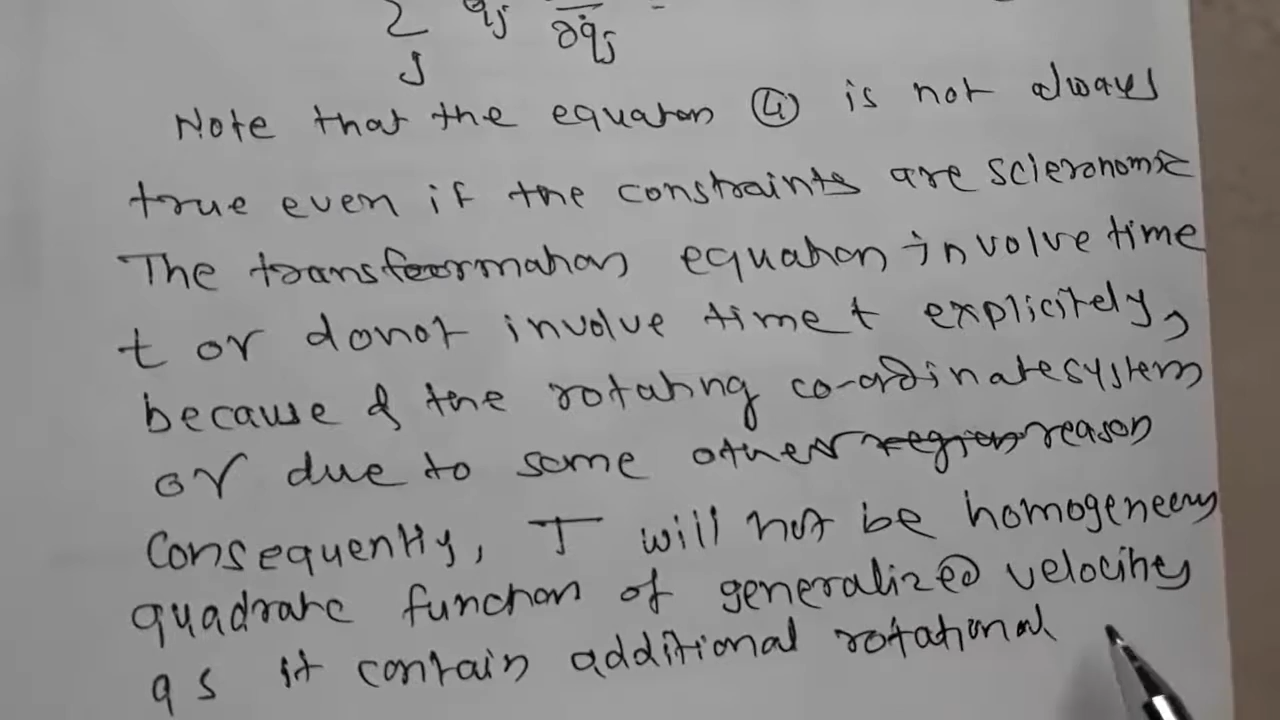 Σ q̇j ∂q̇j
j
Note that the equation ④ is not always
true even if the constraints are scleronomic
The transformation equation involve time
t or donot involve time t explicitely,
because of the rotating co-ordinate system
or due to some other reason
Consequently, T will not be homogeneous
quadratic function of generalized velocities
as it contain additional rotational